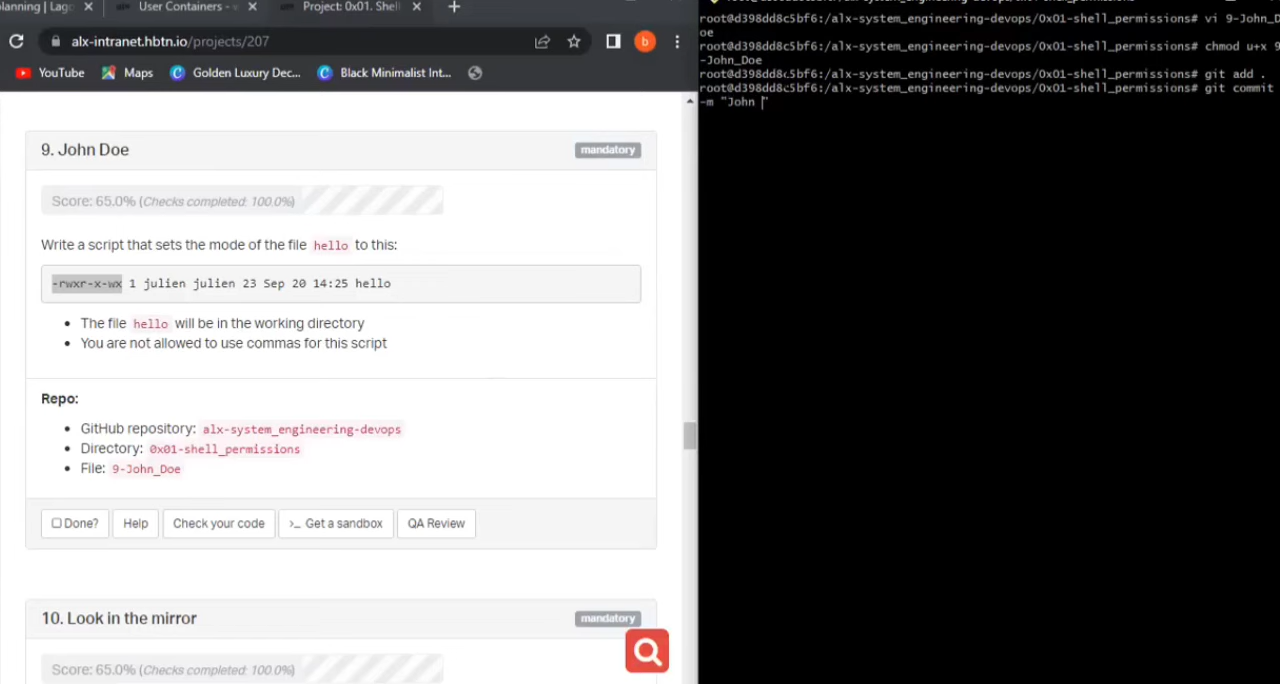 planning | Lago
User Containers -
Project: 0x01. Shell
alx-intranet.hbtn.io/projects/207
b
YouTube
Maps
Golden Luxury Dec...
Black Minimalist Int...
9. John Doe
mandatory
Score: 65.0% (Checks completed: 100.0%)
Write a script that sets the mode of the file hello to this:
-rwxr-x-wx 1 julien julien 23 Sep 20 14:25 hello
The file hello will be in the working directory
You are not allowed to use commas for this script
Repo:
GitHub repository: alx-system_engineering-devops
Directory: 0x01-shell_permissions
File: 9-John_Doe
Done?
Help
Check your code
>_ Get a sandbox
QA Review
10. Look in the mirror
mandatory
Score: 65.0% (Checks completed: 100.0%)
root@d398dd8c5bf6:/alx-system_engineering-devops/0x01-shell_permissions# vi 9-John_D
oe
root@d398dd8c5bf6:/alx-system_engineering-devops/0x01-shell_permissions# chmod u+x 9
-John_Doe
root@d398dd8c5bf6:/alx-system_engineering-devops/0x01-shell_permissions# git add .
root@d398dd8c5bf6:/alx-system_engineering-devops/0x01-shell_permissions# git commit
-m "John "